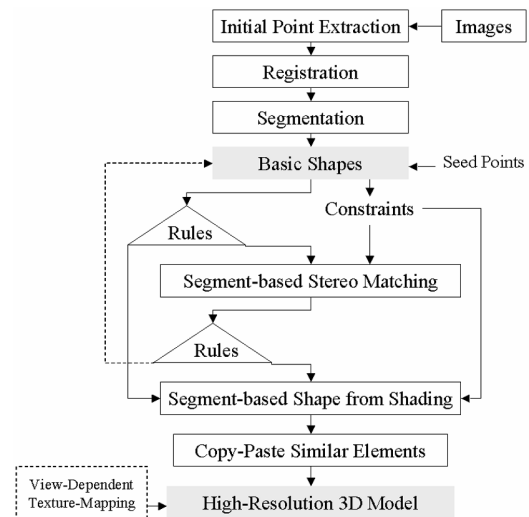 Initial Point Extraction
Images
Registration
Segmentation
Basic Shapes
Seed Points
Constraints
Rules
Segment-based Stereo Matching
Rules
Segment-based Shape from Shading
Copy-Paste Similar Elements
View-Dependent
Texture-Mapping
High-Resolution 3D Model